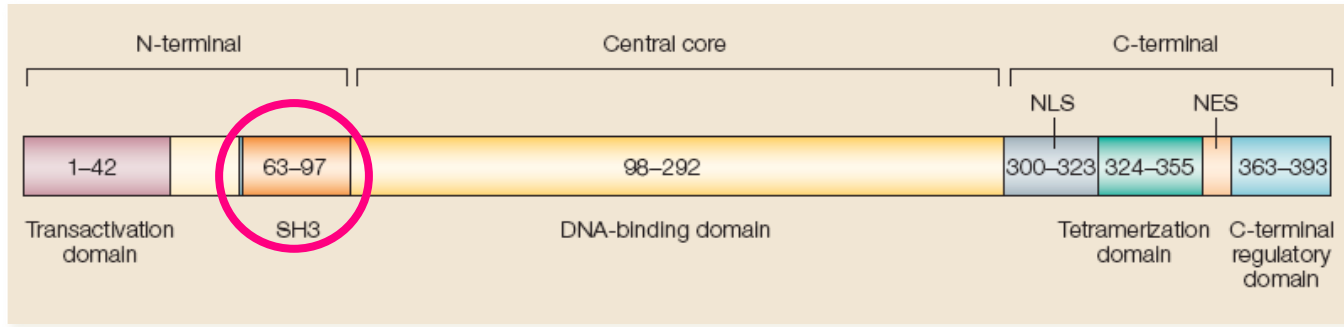 N-terminal Central core C-terminal
NLS NES
1–42 63–97 98–292 300–323 324–355 363–393
Transactivation SH3 DNA-binding domain Tetramerization C-terminal
domain domain regulatory
domain